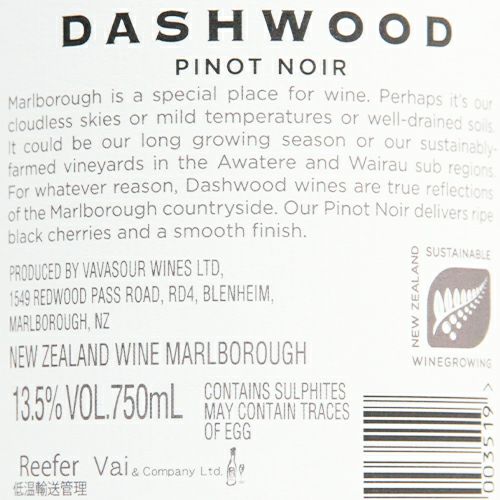 DASHWOOD
PINOT NOIR
Marlborough is a special place for wine. Perhaps it's our
cloudless skies or mild temperatures or well-drained soils.
It could be our long growing season or our sustainably-
farmed vineyards in the Awatere and Wairau sub regions.
For whatever reason, Dashwood wines are true reflections
of the Marlborough countryside. Our Pinot Noir delivers ripe
black cherries and a smooth finish.
PRODUCED BY VAVASOUR WINES LTD,
1549 REDWOOD PASS ROAD, RD4, BLENHEIM,
MARLBOROUGH, NZ
NEW ZEALAND WINE MARLBOROUGH
13.5% VOL. 750mL
CONTAINS SULPHITES
MAY CONTAIN TRACES
OF EGG
SUSTAINABLE
NEW ZEALAND
WINEGROWING
Reefer Vai & Company Ltd.
低温輸送管理
003519